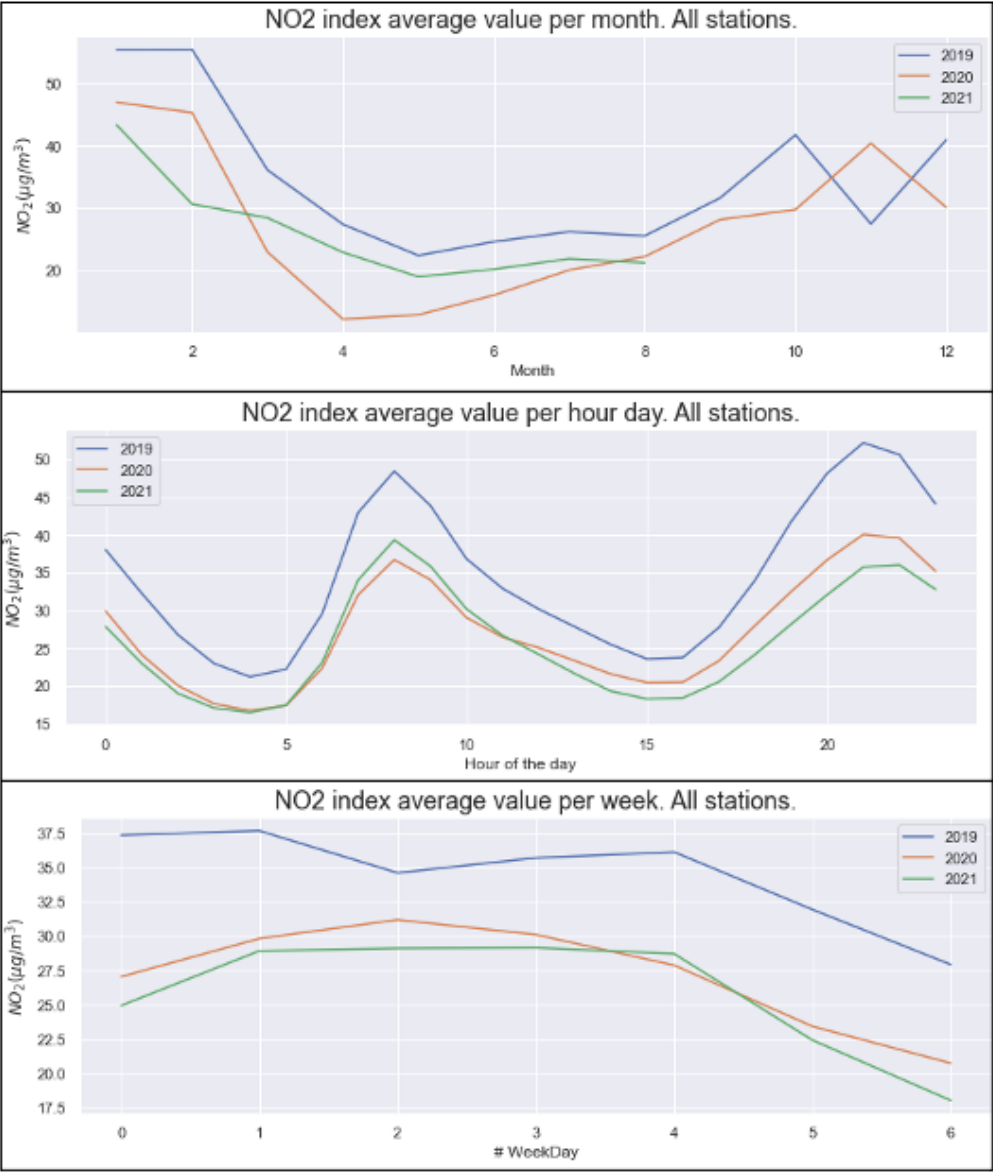 NO2 index average value per month. All stations.
2019
2020
2021
50
40
30
20
NO₂(μg/m³)
2 4 6 8 10 12
Month
NO2 index average value per hour day. All stations.
2019
2020
2021
50
45
40
35
30
25
20
15
NO₂(μg/m³)
0 5 10 15 20
Hour of the day
NO2 index average value per week. All stations.
2019
2020
2021
37.5
35.0
32.5
30.0
27.5
25.0
22.5
20.0
17.5
NO₂(μg/m³)
0 1 2 3 4 5 6
# WeekDay